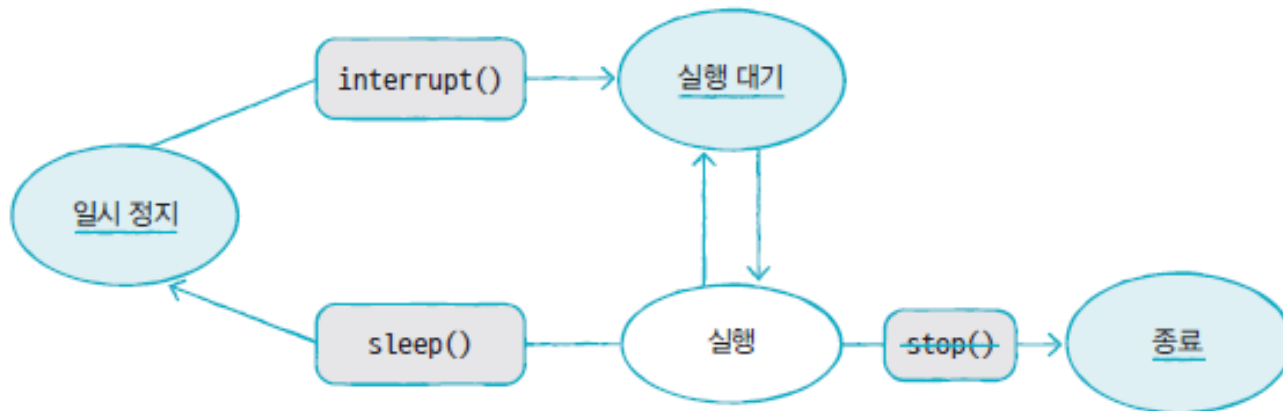 interrupt()
실행 대기
일시 정지
sleep()
실행
stop()
종료